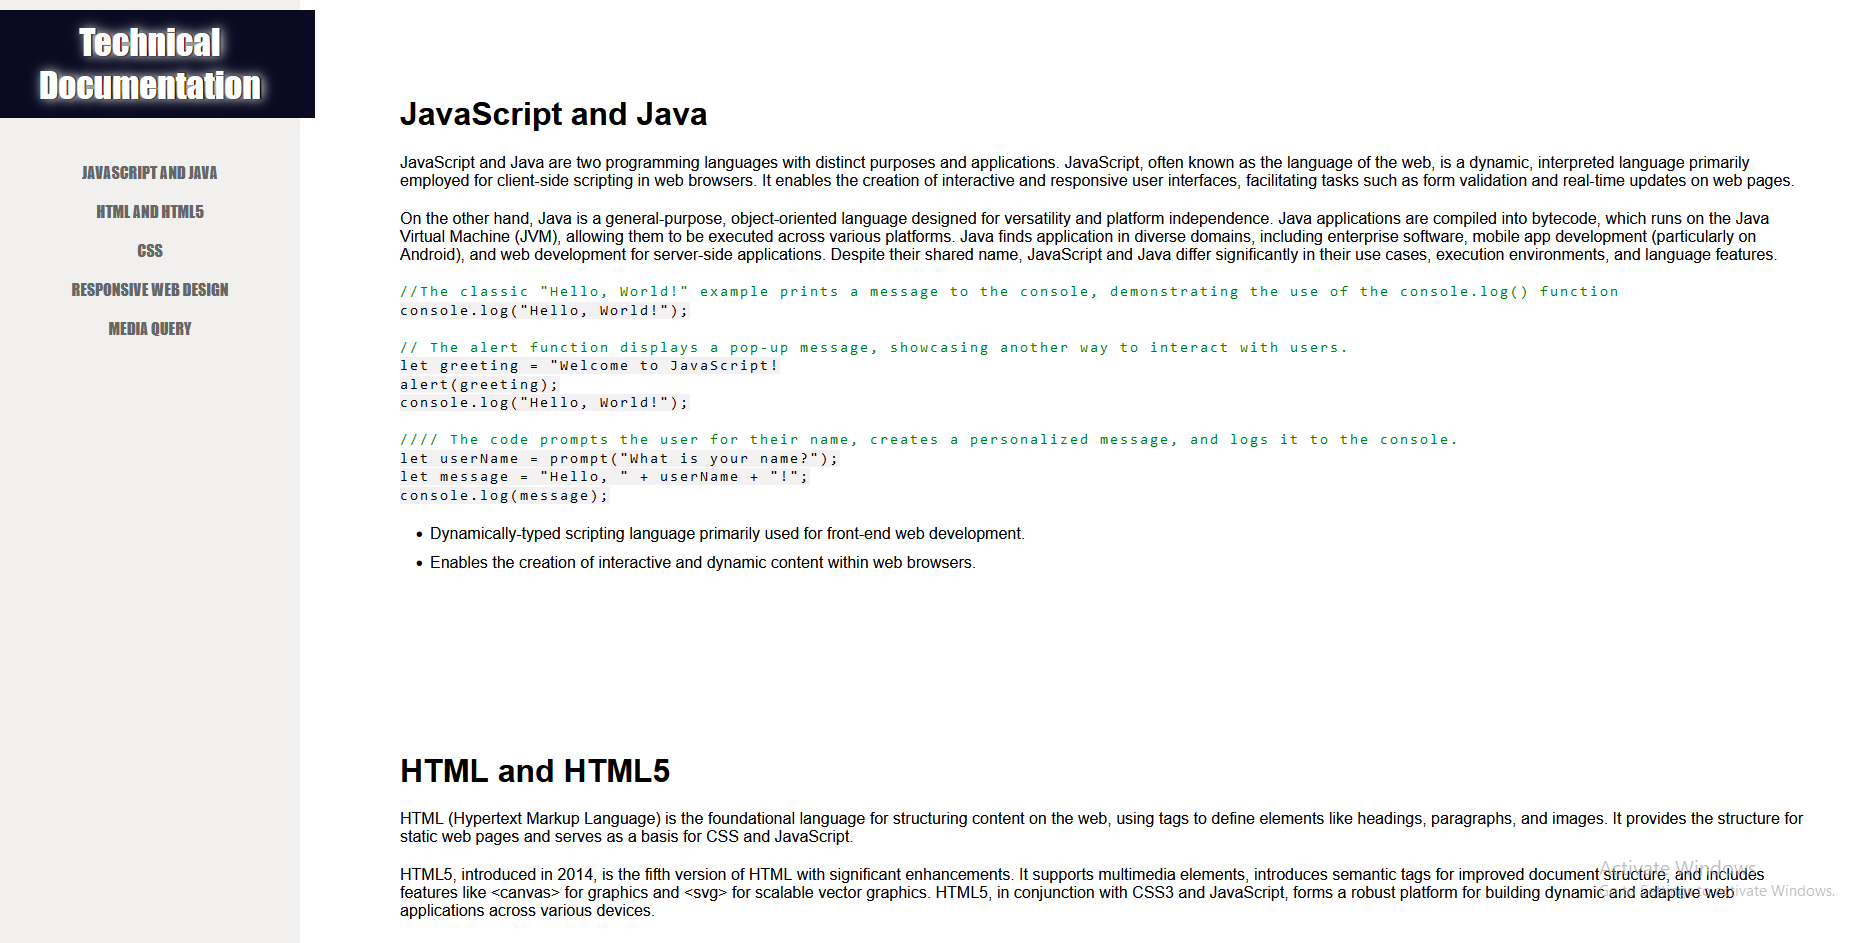 Technical
Documentation
JAVASCRIPT AND JAVA
HTML AND HTML5
CSS
RESPONSIVE WEB DESIGN
MEDIA QUERY
JavaScript and Java
JavaScript and Java are two programming languages with distinct purposes and applications. JavaScript, often known as the language of the web, is a dynamic, interpreted language primarily
employed for client-side scripting in web browsers. It enables the creation of interactive and responsive user interfaces, facilitating tasks such as form validation and real-time updates on web pages.
On the other hand, Java is a general-purpose, object-oriented language designed for versatility and platform independence. Java applications are compiled into bytecode, which runs on the Java
Virtual Machine (JVM), allowing them to be executed across various platforms. Java finds application in diverse domains, including enterprise software, mobile app development (particularly on
Android), and web development for server-side applications. Despite their shared name, JavaScript and Java differ significantly in their use cases, execution environments, and language features.
//The classic "Hello, World!" example prints a message to the console, demonstrating the use of the console.log() function
console.log("Hello, World!");
// The alert function displays a pop-up message, showcasing another way to interact with users.
let greeting = "Welcome to JavaScript!
alert(greeting);
console.log("Hello, World!");
//// The code prompts the user for their name, creates a personalized message, and logs it to the console.
let userName = prompt("What is your name?");
let message = "Hello, " + userName + "!";
console.log(message);
• Dynamically-typed scripting language primarily used for front-end web development.
• Enables the creation of interactive and dynamic content within web browsers.
HTML and HTML5
HTML (Hypertext Markup Language) is the foundational language for structuring content on the web, using tags to define elements like headings, paragraphs, and images. It provides the structure for
static web pages and serves as a basis for CSS and JavaScript.
HTML5, introduced in 2014, is the fifth version of HTML with significant enhancements. It supports multimedia elements, introduces semantic tags for improved document structure, and includes
features like <canvas> for graphics and <svg> for scalable vector graphics. HTML5, in conjunction with CSS3 and JavaScript, forms a robust platform for building dynamic and adaptive web
applications across various devices.
Activate Windows
Go to Settings to activate Windows.